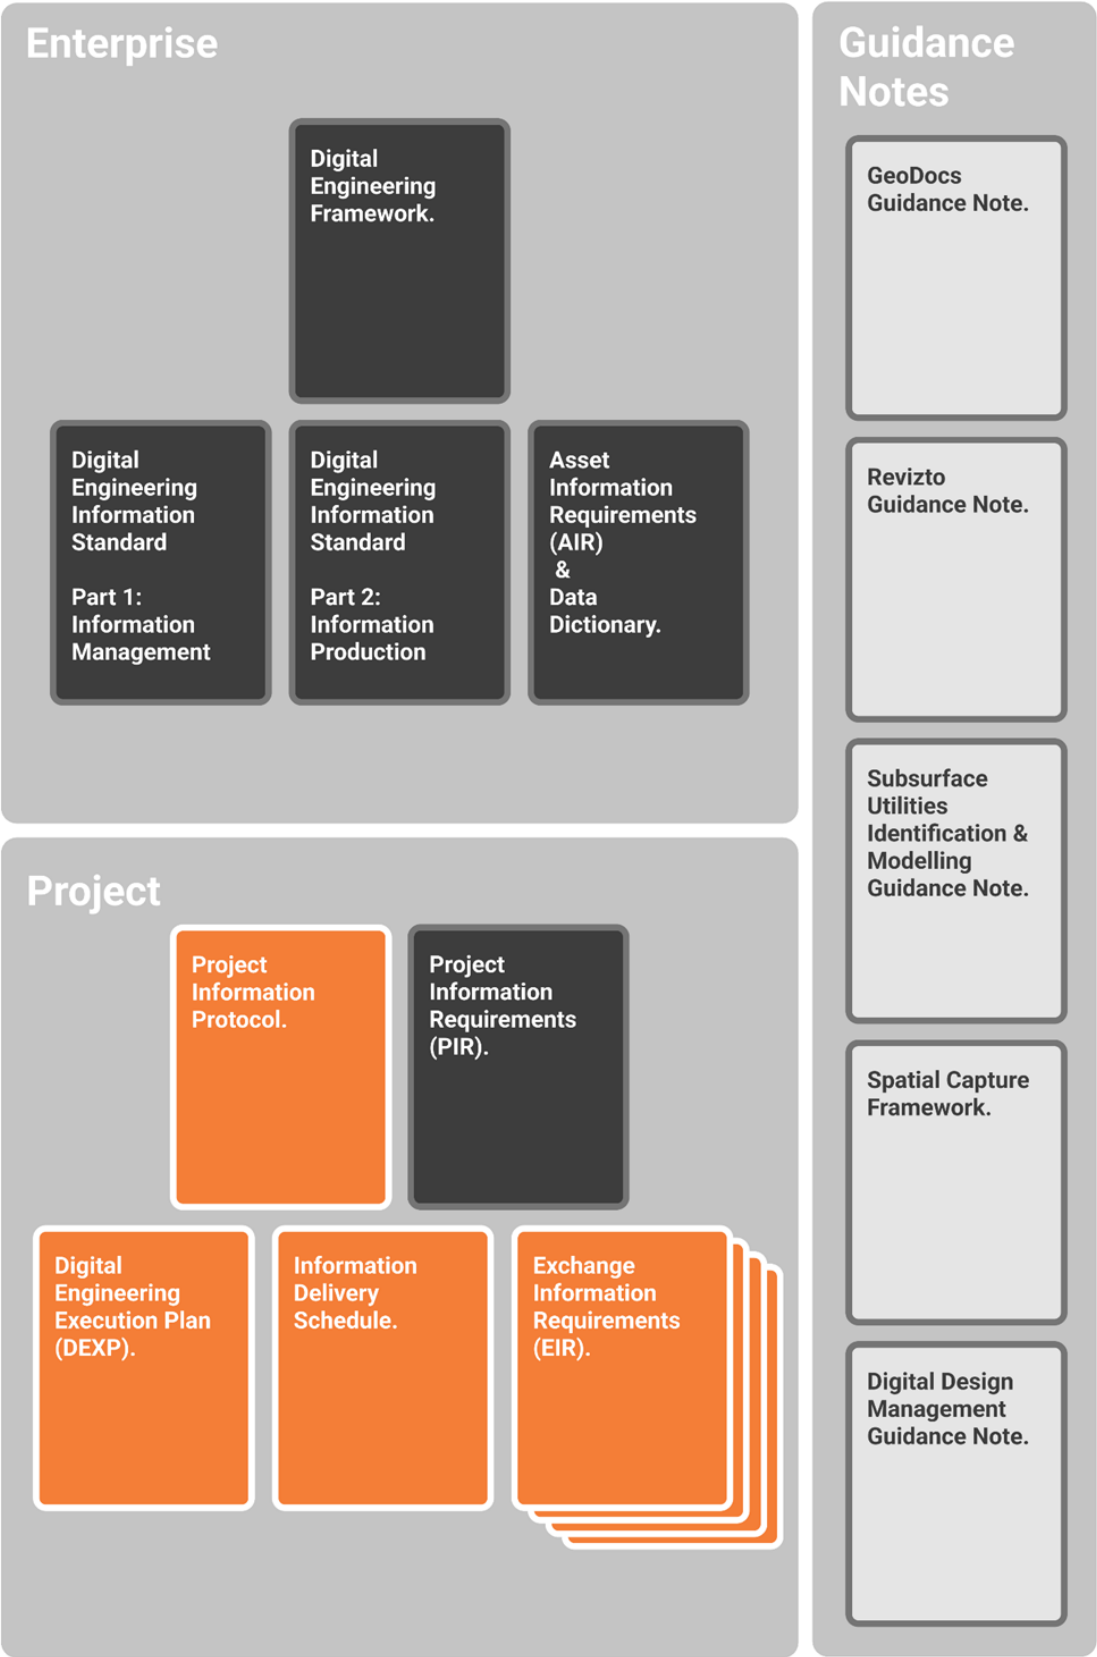 Enterprise
Digital
Engineering
Framework.
Digital
Engineering
Information
Standard
Part 1:
Information
Management
Digital
Engineering
Information
Standard
Part 2:
Information
Production
Asset
Information
Requirements
(AIR)
&
Data
Dictionary.
Project
Project
Information
Protocol.
Project
Information
Requirements
(PIR).
Digital
Engineering
Execution Plan
(DEXP).
Information
Delivery
Schedule.
Exchange
Information
Requirements
(EIR).
Guidance
Notes
GeoDocs
Guidance Note.
Revizto
Guidance Note.
Subsurface
Utilities
Identification &
Modelling
Guidance Note.
Spatial Capture
Framework.
Digital Design
Management
Guidance Note.